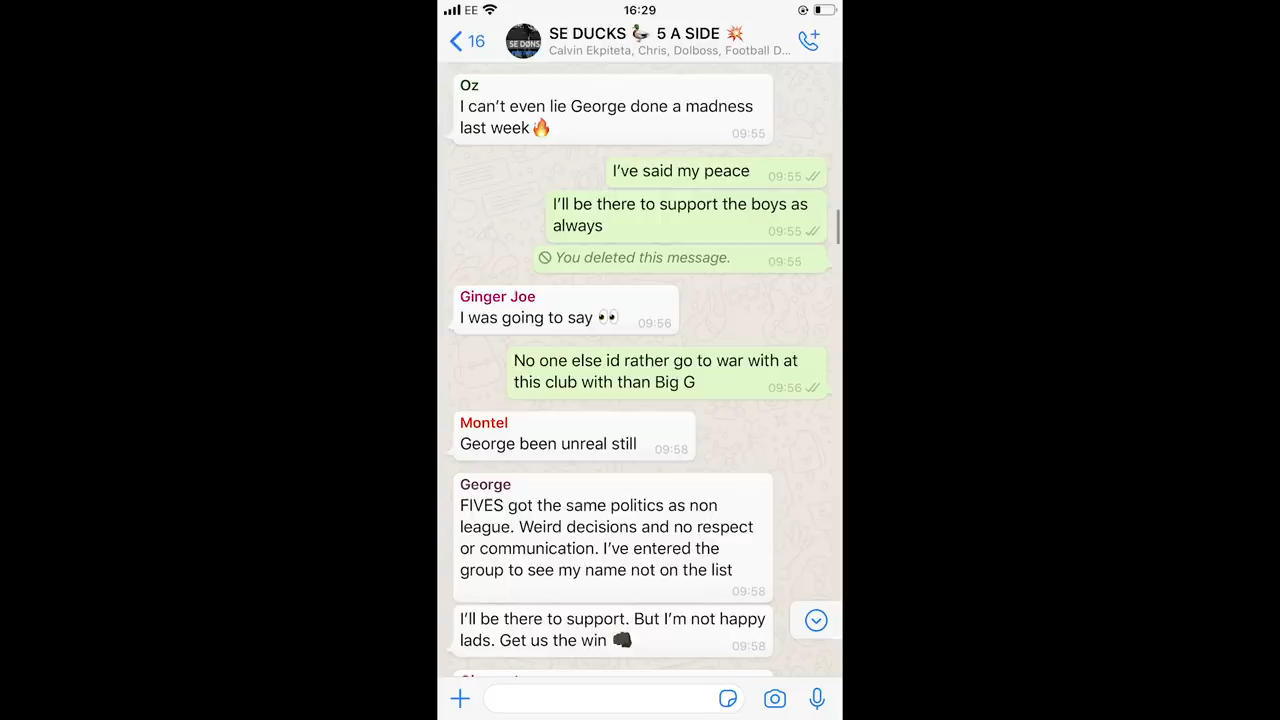 EE 16:29
16 SE DUCKS 🦆 5 A SIDE 💥
Calvin Ekpiteta, Chris, Dolboss, Football D...
SE DONS
Oz
I can't even lie George done a madness
last week🔥 09:55
I've said my peace 09:55
I'll be there to support the boys as
always 09:55
You deleted this message. 09:55
Ginger Joe
I was going to say 👀 09:56
No one else id rather go to war with at
this club with than Big G 09:56
Montel
George been unreal still 09:58
George
FIVES got the same politics as non
league. Weird decisions and no respect
or communication. I've entered the
group to see my name not on the list
09:58
I'll be there to support. But I'm not happy
lads. Get us the win 👊🏿 09:58